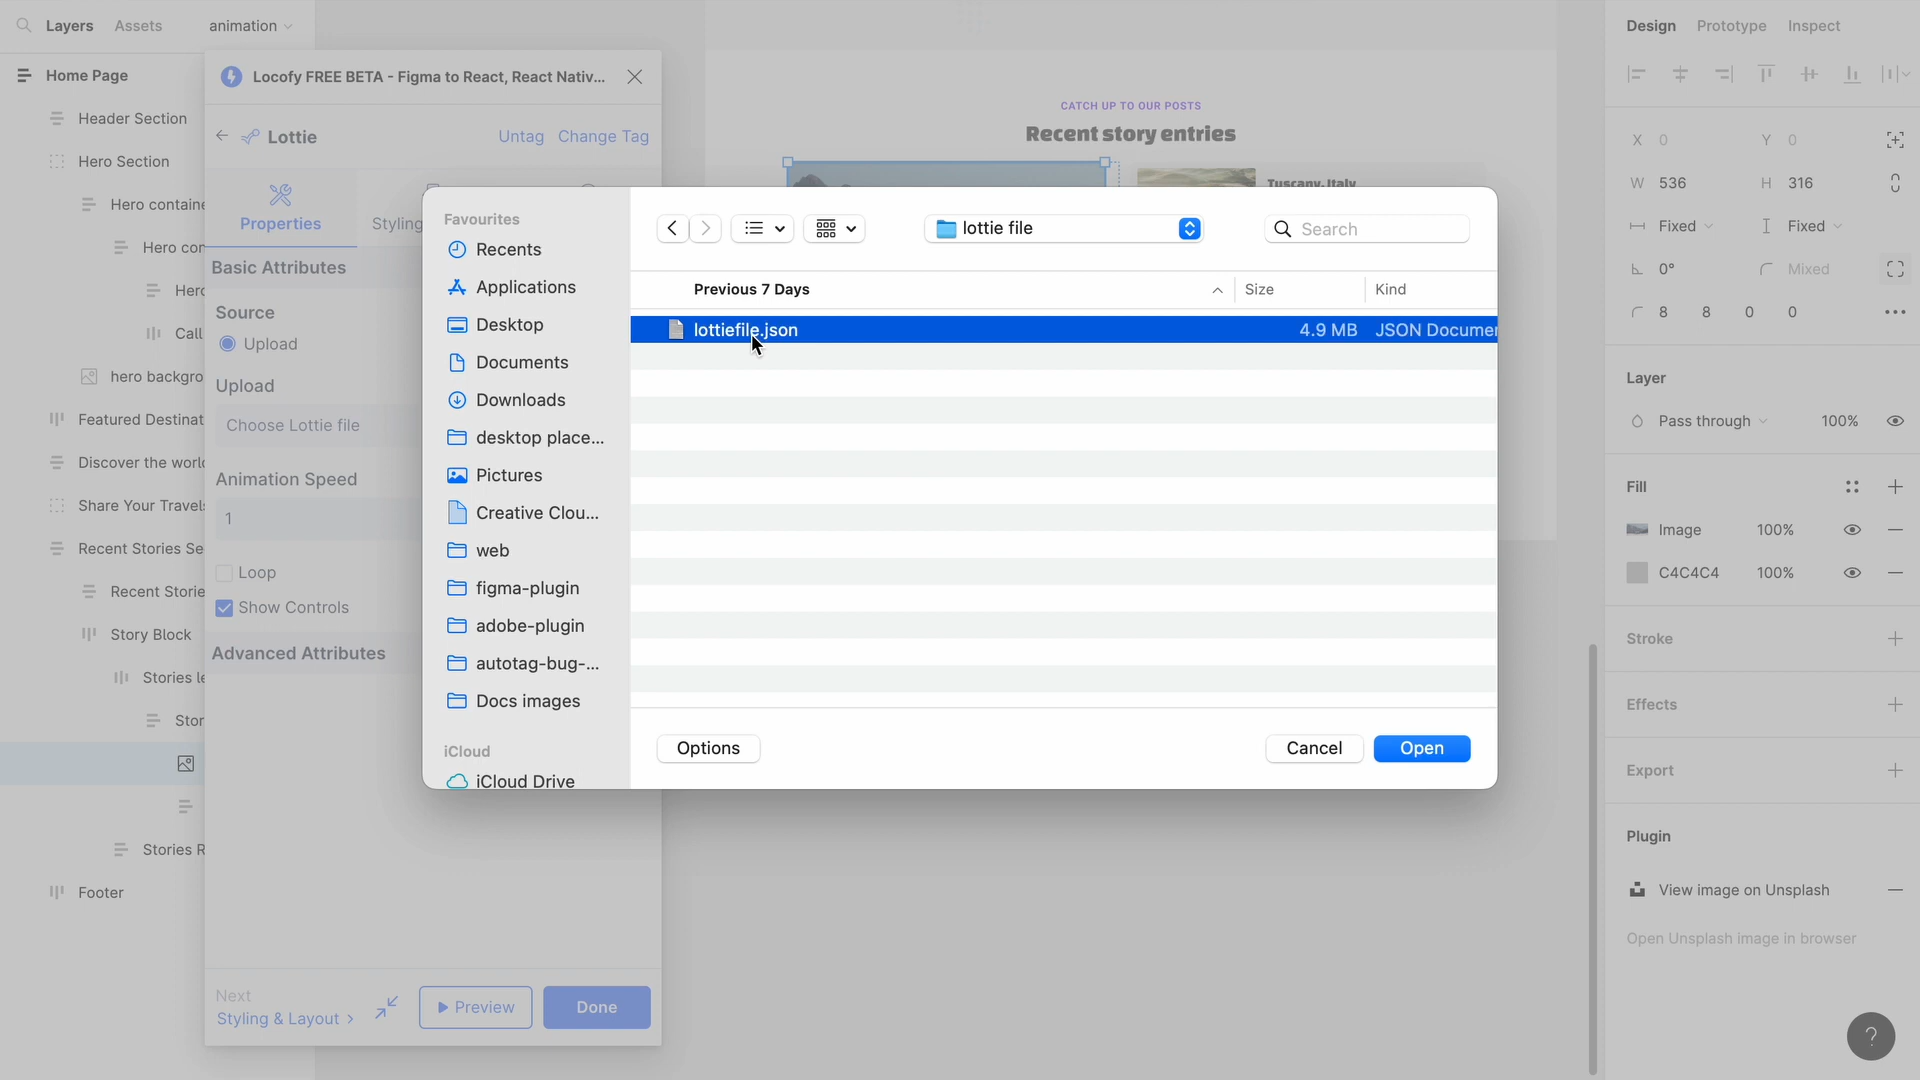 Layers
Assets
animation
Home Page
Header Section
Hero Section
Hero containe
Hero con
Herc
Call
hero backgro
Featured Destinat
Discover the world
Share Your Travels
Recent Stories Se
Recent Storie
Story Block
Stories le
Stor
Stories R
Footer
Locofy FREE BETA - Figma to React, React Nativ...
Lottie
Untag
Change Tag
Properties
Styling
Basic Attributes
Source
Upload
Upload
Choose Lottie file
Animation Speed
1
Loop
Show Controls
Advanced Attributes
Next
Styling & Layout >
Preview
Done
CATCH UP TO OUR POSTS
Recent story entries
Tuscany, Italy
Favourites
Recents
Applications
Desktop
Documents
Downloads
desktop place...
Pictures
Creative Clou...
web
figma-plugin
adobe-plugin
autotag-bug-...
Docs images
iCloud
iCloud Drive
lottie file
Search
Previous 7 Days
Size
Kind
lottiefile.json
4.9 MB
JSON Documer
Options
Cancel
Open
Design
Prototype
Inspect
X 0
Y 0
W 536
H 316
Fixed
Fixed
0°
Mixed
8 8 0 0
Layer
Pass through
100%
Fill
Image
100%
C4C4C4
100%
Stroke
Effects
Export
Plugin
View image on Unsplash
Open Unsplash image in browser
?